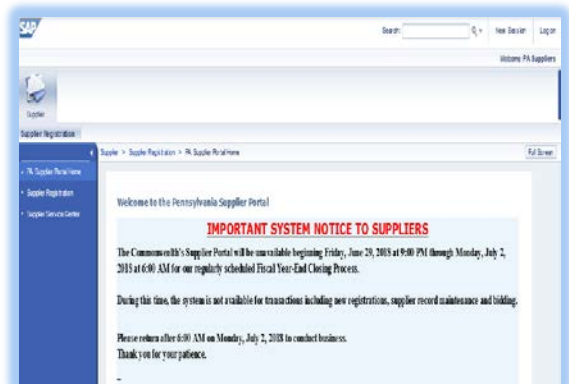 SAP
Search:
New Session
Log on
Welcome PA Suppliers
Supplier
Supplier Registration
Supplier > Supplier Registration > PA Supplier Portal Home
Full Screen
PA Supplier Portal Home
Supplier Registration
Supplier Service Center
Welcome to the Pennsylvania Supplier Portal
IMPORTANT SYSTEM NOTICE TO SUPPLIERS
The Commonwealth's Supplier Portal will be unavailable beginning Friday, June 29, 2018 at 9:00 PM through Monday, July 2,
2018 at 6:00 AM for our regularly scheduled Fiscal Year-End Closing Process.
During this time, the system is not available for transactions including new registrations, supplier record maintenance and bidding.
Please return after 6:00 AM on Monday, July 2, 2018 to conduct business.
Thank you for your patience.